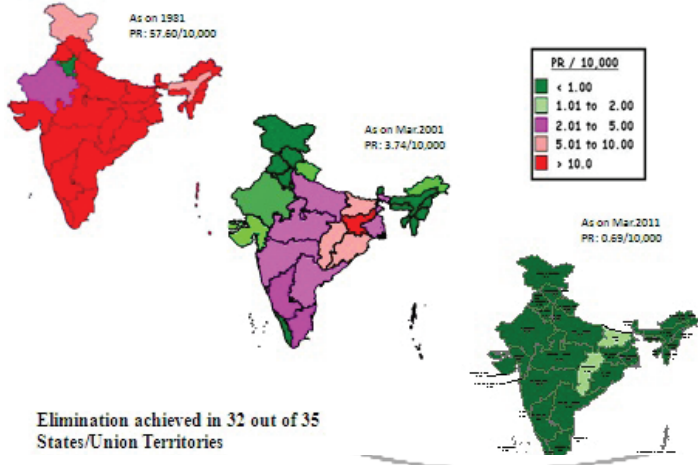 As on 1981
PR: 57.60/10,000
PR / 10,000
< 1.00
1.01 to 2.00
2.01 to 5.00
5.01 to 10.00
> 10.0
As on Mar.2001
PR: 3.74/10,000
As on Mar.2011
PR: 0.69/10,000
Elimination achieved in 32 out of 35
States/Union Territories